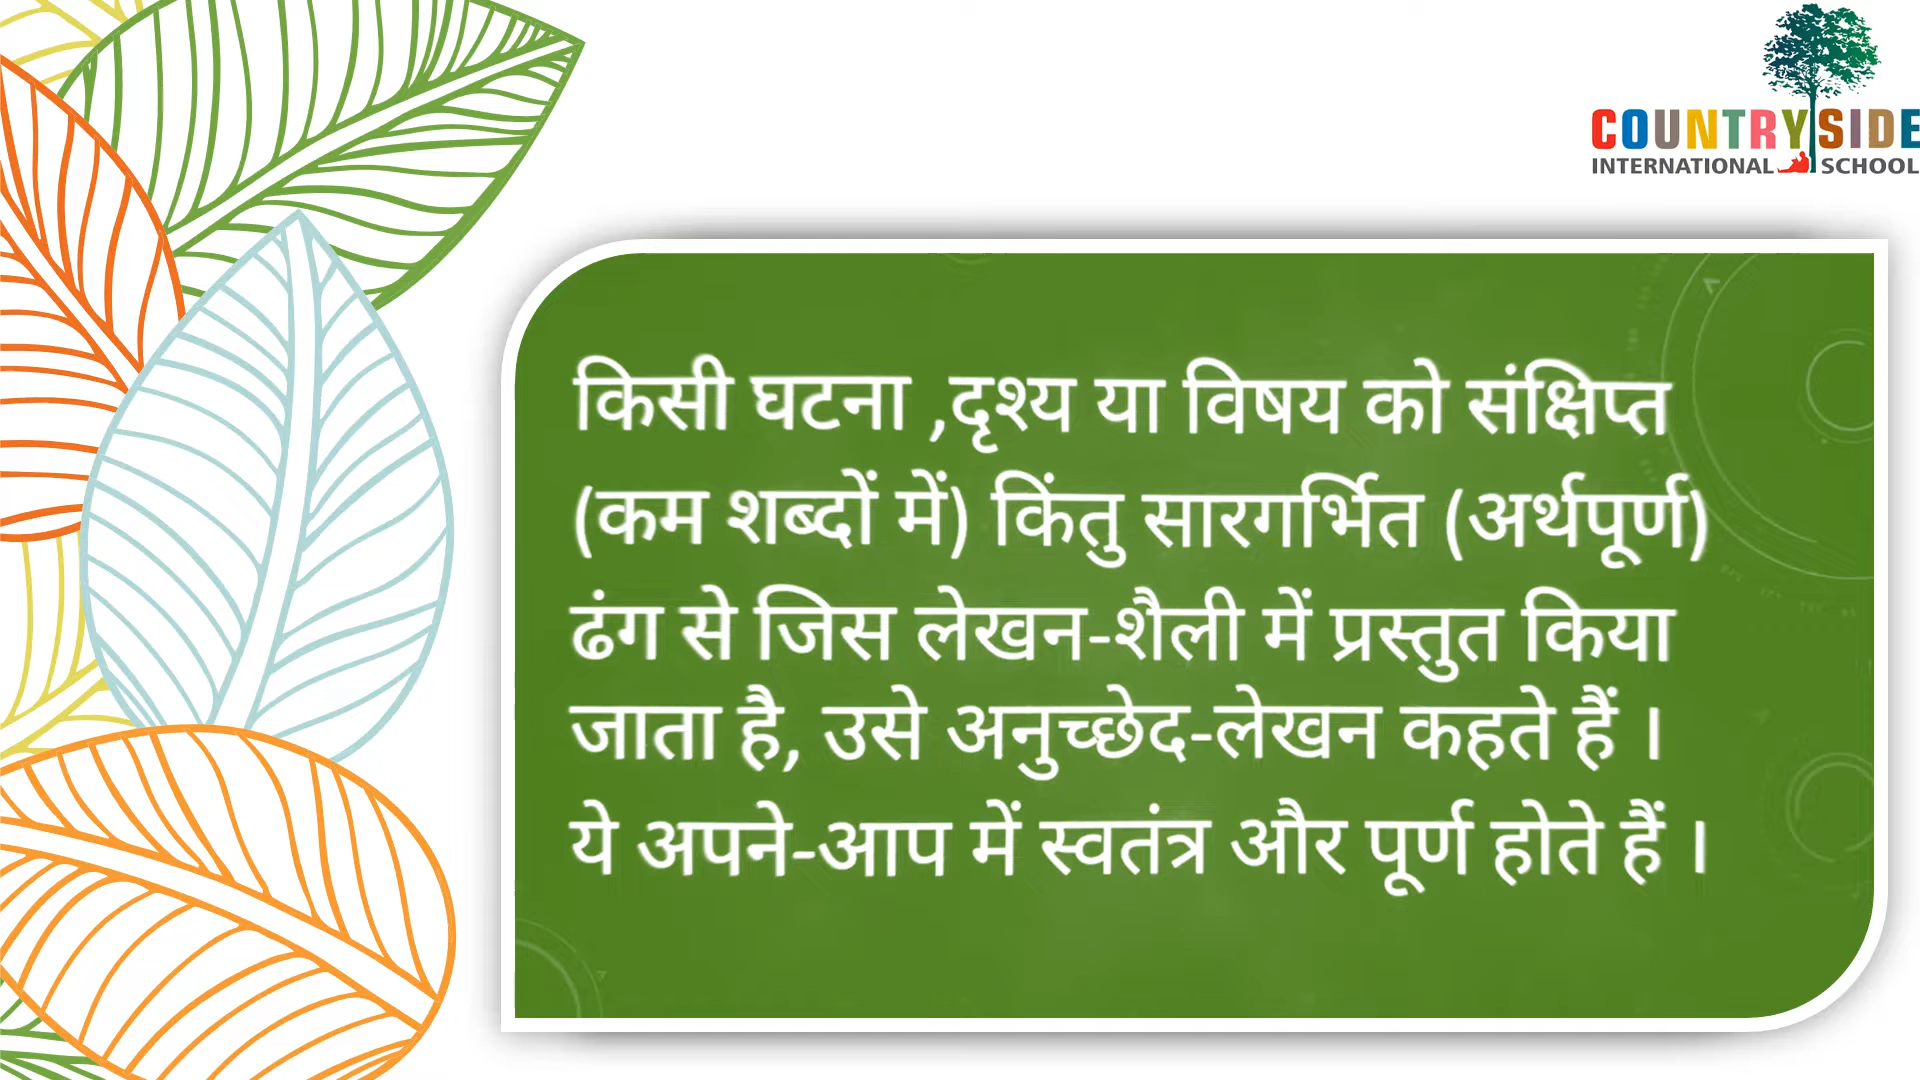 COUNTRYSIDE
INTERNATIONAL SCHOOL
किसी घटना ,दृश्य या विषय को संक्षिप्त
(कम शब्दों में) किंतु सारगर्भित (अर्थपूर्ण)
ढंग से जिस लेखन-शैली में प्रस्तुत किया
जाता है, उसे अनुच्छेद-लेखन कहते हैं ।
ये अपने-आप में स्वतंत्र और पूर्ण होते हैं ।